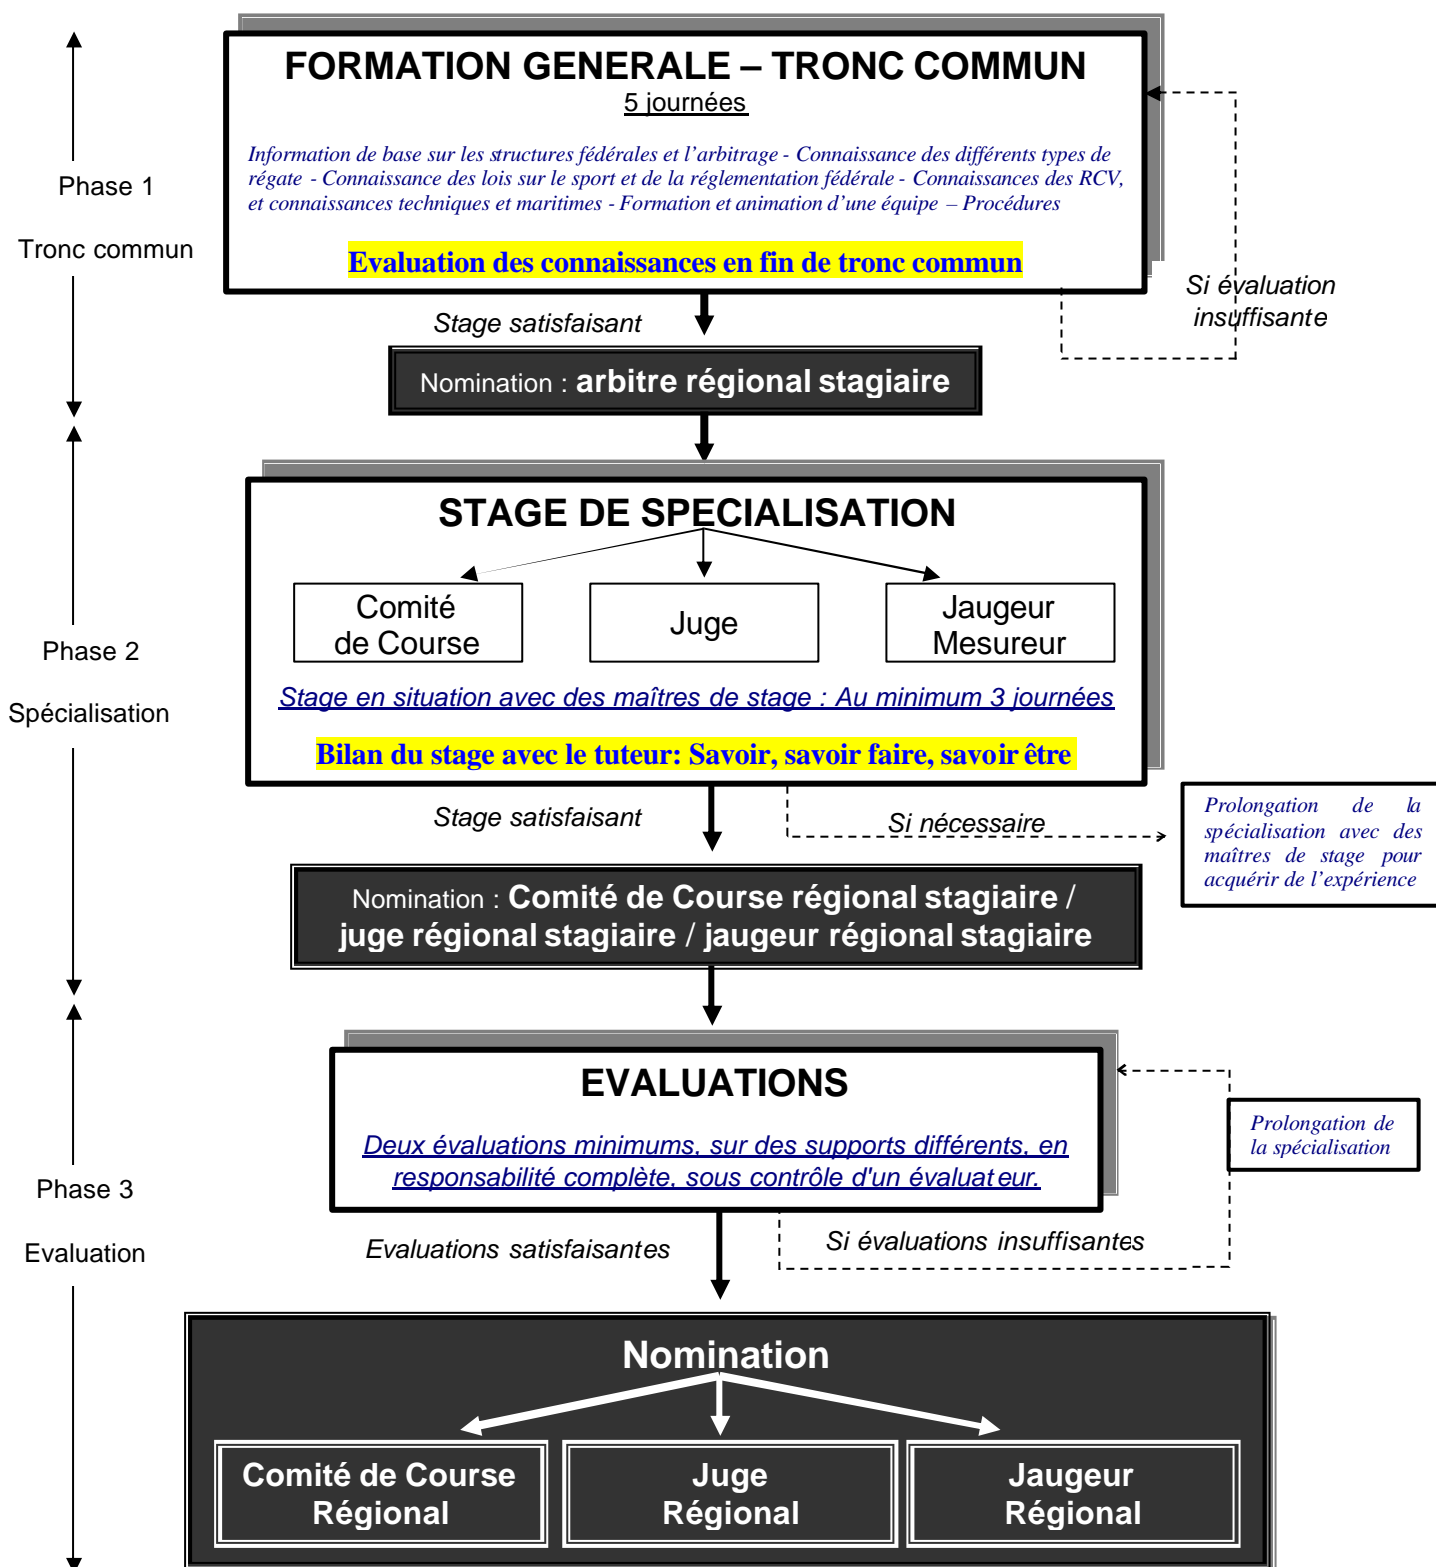 FORMATION GENERALE – TRONC COMMUN
5 journées
Information de base sur les structures fédérales et l'arbitrage - Connaissance des différents types de
régate - Connaissance des lois sur le sport et de la réglementation fédérale - Connaissances des RCV,
et connaissances techniques et maritimes - Formation et animation d'une équipe – Procédures
Evaluation des connaissances en fin de tronc commun
Phase 1
Tronc commun
Si évaluation
insuffisante
Stage satisfaisant
Nomination : arbitre régional stagiaire
STAGE DE SPECIALISATION
Comité
de Course
Juge
Jaugeur
Mesureur
Stage en situation avec des maîtres de stage : Au minimum 3 journées
Bilan du stage avec le tuteur: Savoir, savoir faire, savoir être
Phase 2
Spécialisation
Stage satisfaisant
Si nécessaire
Prolongation de la
spécialisation avec des
maîtres de stage pour
acquérir de l'expérience
Nomination : Comité de Course régional stagiaire /
juge régional stagiaire / jaugeur régional stagiaire
EVALUATIONS
Deux évaluations minimums, sur des supports différents, en
responsabilité complète, sous contrôle d'un évaluateur.
Prolongation de
la spécialisation
Phase 3
Evaluation
Evaluations satisfaisantes
Si évaluations insuffisantes
Nomination
Comité de Course
Régional
Juge
Régional
Jaugeur
Régional